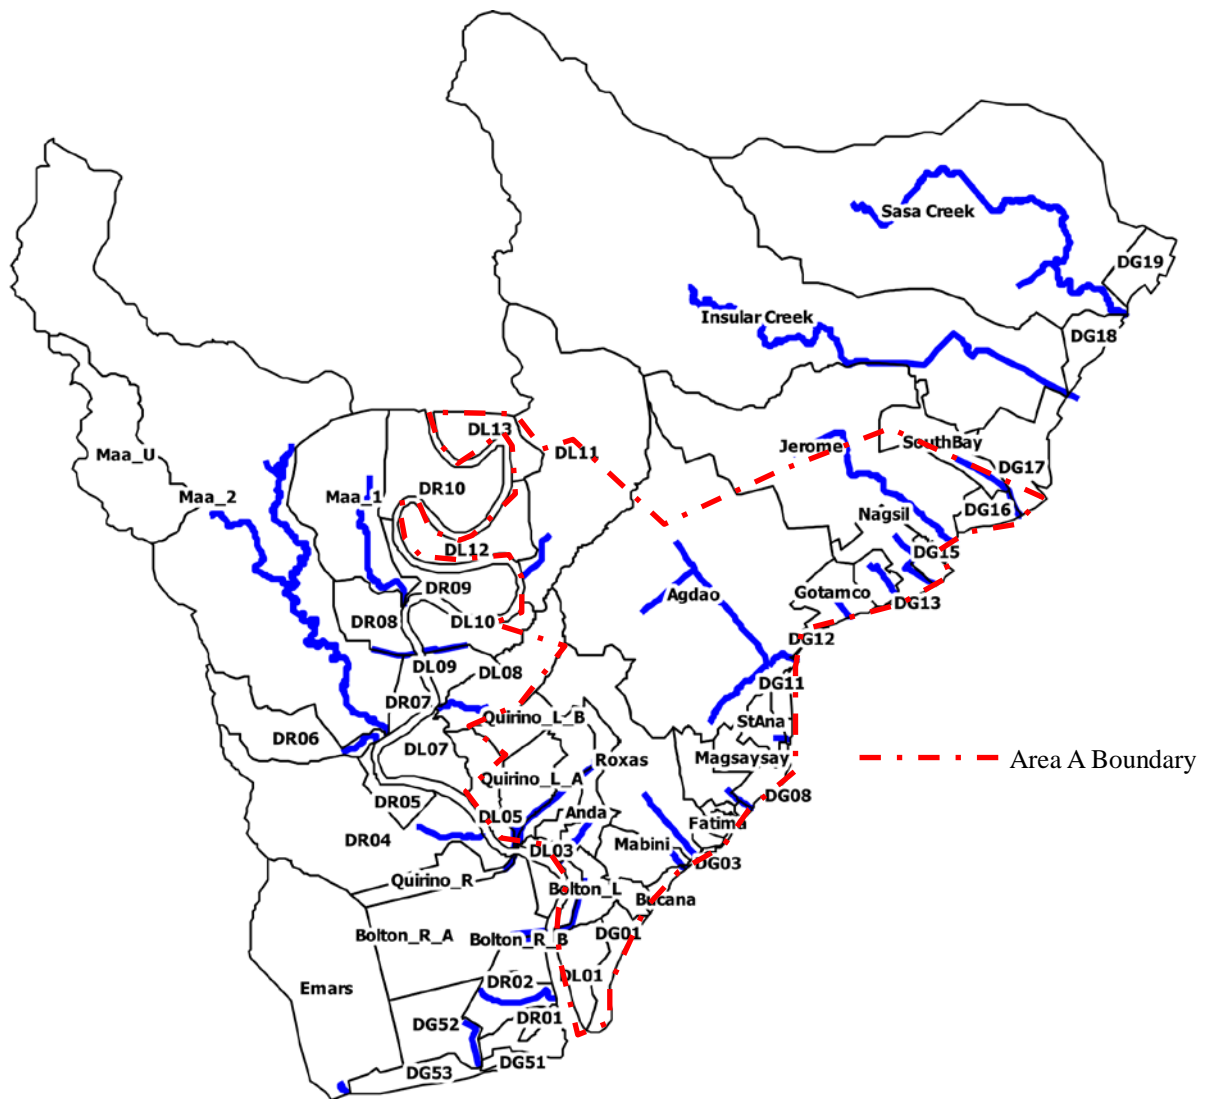 Sasa Creek
DG19
Insular Creek
DG18
DL13
Jerome
SouthBay
DL11
Maa_U
DG17
DR10
Maa_2
Maa_1
DG16
Nagsil
DL12
DG15
DR09
Agdao
Gotamco
DG13
DR08
DL10
DG12
DL09
DL08
DG11
DR07
Quirino_L_B
StAna
DR06
DL07
Magsaysay
Area A Boundary
Roxas
Quirino_L_A
DG08
DR05
DL05
Anda
Fatima
DR04
Mabini
DL03
DG03
Quirino_R
Bolton_L
Bucana
Bolton_R_A
Bolton_R_B
DG01
DL01
DR02
Emars
DR01
DG52
DG51
DG53